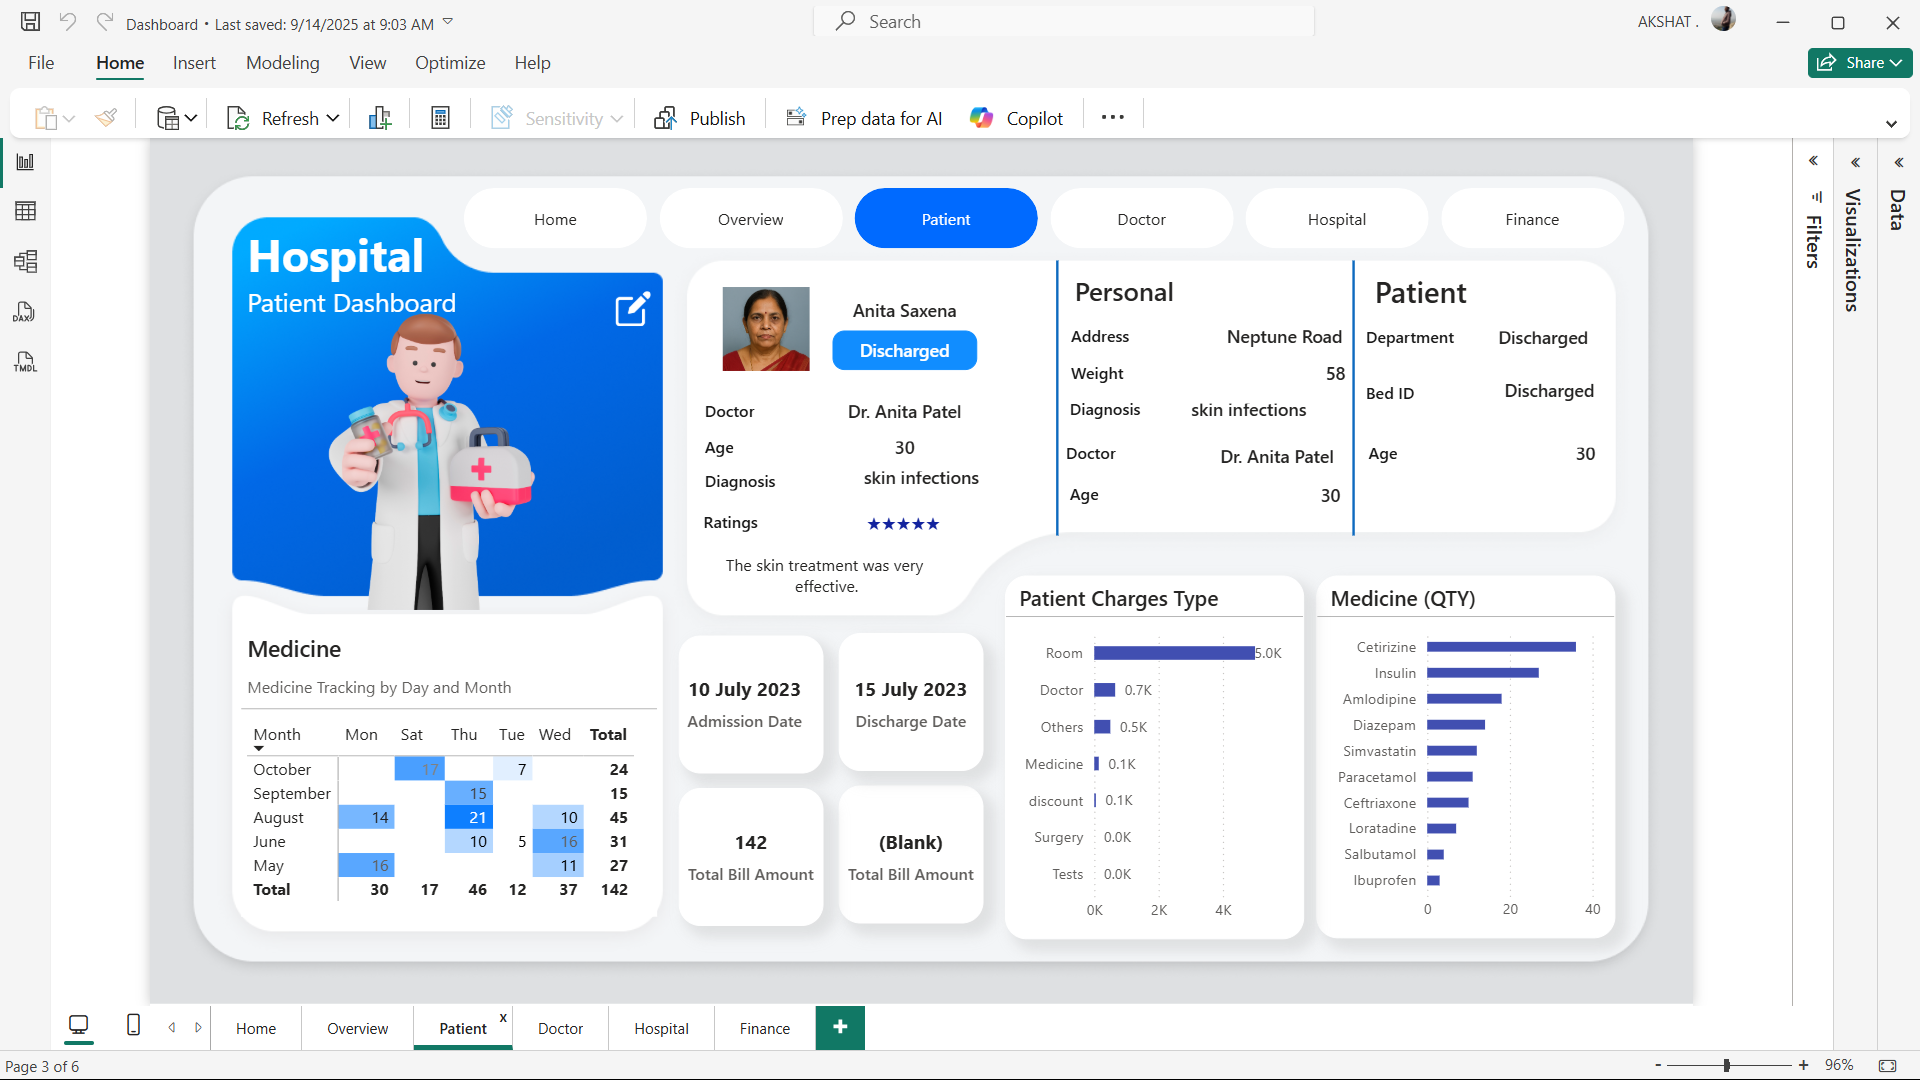 Dashboard • Last saved: 9/14/2025 at 9:03 AM
Search
AKSHAT .
File Home Insert Modeling View Optimize Help
Share
Refresh
Sensitivity
Publish
Prep data for AI
Copilot
DAX
TMDL
Filters
Visualizations
Data
Home Overview Patient Doctor Hospital Finance
Hospital
Patient Dashboard
Anita Saxena
Discharged
Doctor Dr. Anita Patel
Age 30
Diagnosis skin infections
Ratings ★★★★★
The skin treatment was very
effective.
Personal
Address Neptune Road
Weight 58
Diagnosis skin infections
Doctor Dr. Anita Patel
Age 30
Patient
Department Discharged
Bed ID Discharged
Age 30
Medicine
Medicine Tracking by Day and Month
Month Mon Sat Thu Tue Wed Total
October 17 7 24
September 15 15
August 14 21 10 45
June 10 5 16 31
May 16 11 27
Total 30 17 46 12 37 142
10 July 2023
Admission Date
15 July 2023
Discharge Date
142
Total Bill Amount
(Blank)
Total Bill Amount
Patient Charges Type
Room 5.0K
Doctor 0.7K
Others 0.5K
Medicine 0.1K
discount 0.1K
Surgery 0.0K
Tests 0.0K
0K 2K 4K
Medicine (QTY)
Cetirizine
Insulin
Amlodipine
Diazepam
Simvastatin
Paracetamol
Ceftriaxone
Loratadine
Salbutamol
Ibuprofen
0 20 40
Home Overview Patient x Doctor Hospital Finance +
Page 3 of 6
- + 96%